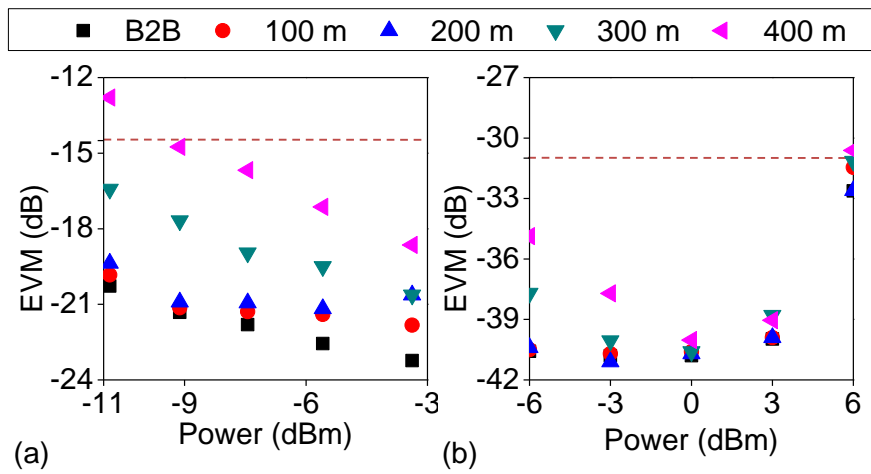 B2B 100 m 200 m 300 m 400 m
-12
-15
-18
-21
-24
EVM (dB)
-11 -9 -6 -3
Power (dBm)
(a)
-27
-30
-33
-36
-39
-42
EVM (dB)
-6 -3 0 3 6
Power (dBm)
(b)